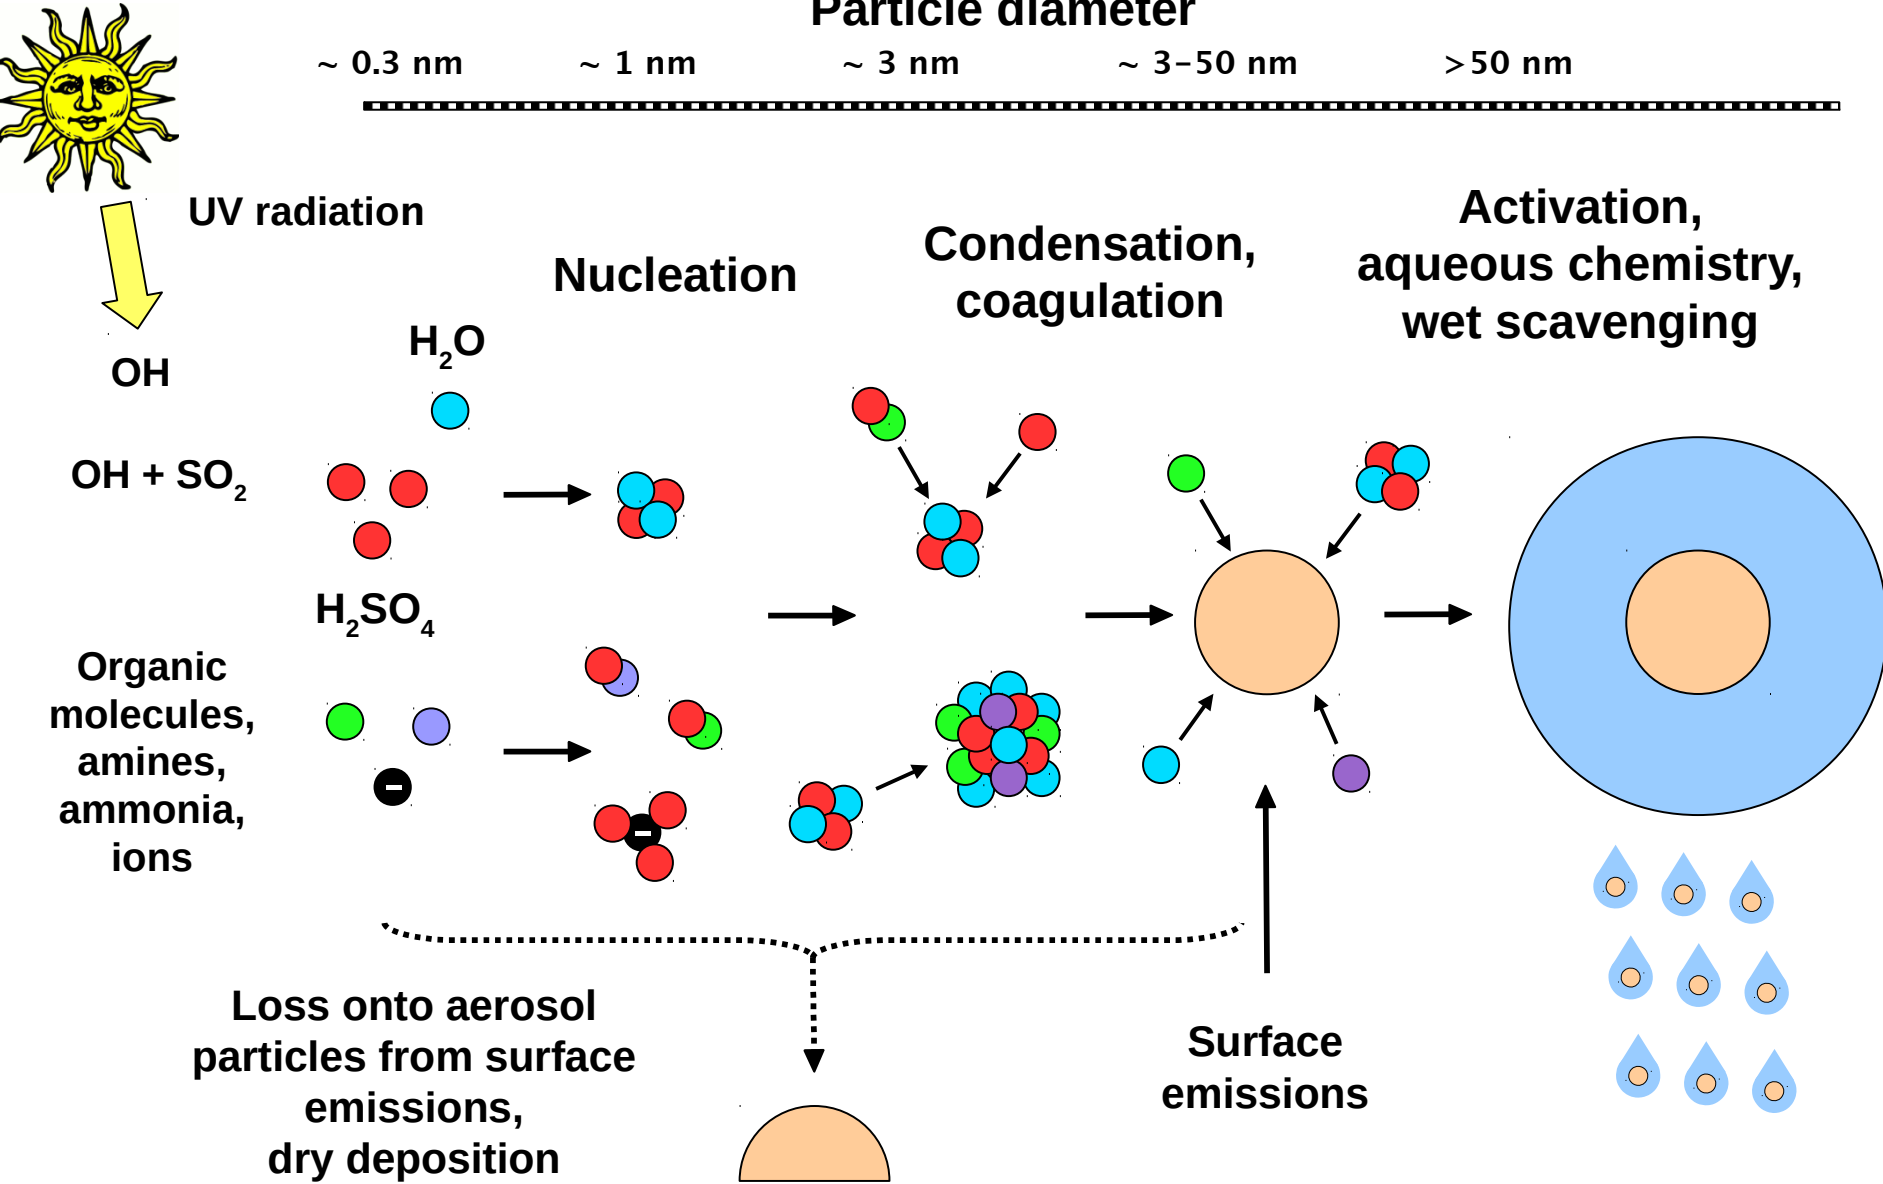 Particle diameter
~ 0.3 nm
~ 1 nm
~ 3 nm
~ 3–50 nm
>50 nm
UV radiation
Nucleation
Condensation,
coagulation
Activation,
aqueous chemistry,
wet scavenging
OH
H₂O
OH + SO₂
H₂SO₄
Organic
molecules,
amines,
ammonia,
ions
Loss onto aerosol
particles from surface
emissions,
dry deposition
Surface
emissions